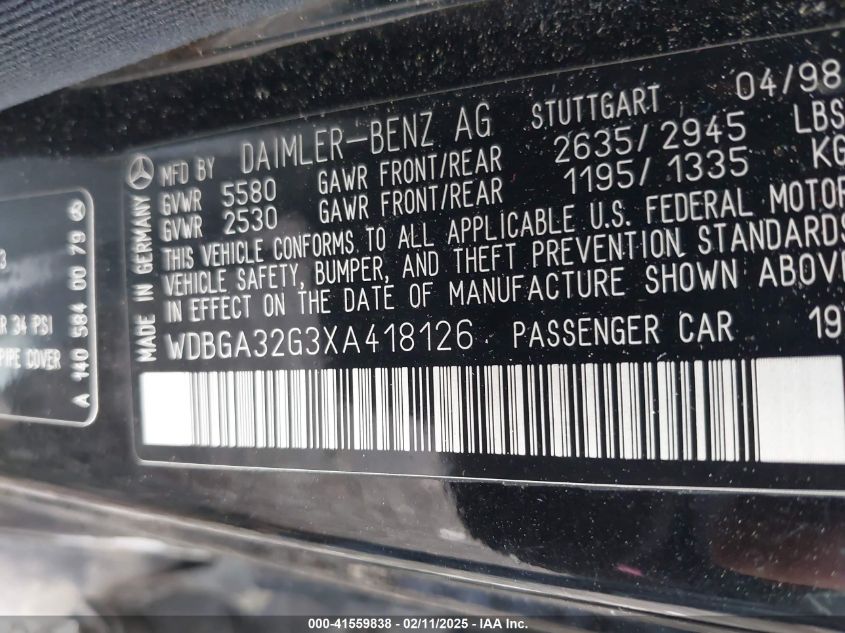 MFD BY DAIMLER-BENZ AG STUTTGART 04/98
GVWR 5580 GAWR FRONT/REAR 2635/2945 LBS
GVWR 2530 GAWR FRONT/REAR 1195/1335 KG
THIS VEHICLE CONFORMS TO ALL APPLICABLE U.S. FEDERAL MOTOR
VEHICLE SAFETY, BUMPER, AND THEFT PREVENTION STANDARDS
IN EFFECT ON THE DATE OF MANUFACTURE SHOWN ABOVE
WDBGA32G3XA418126 PASSENGER CAR 19
MADE IN GERMANY
A 140 584 00 79
3
R 34 PSI
PIPE COVER
000-41559838 - 02/11/2025 - © IAA Inc.